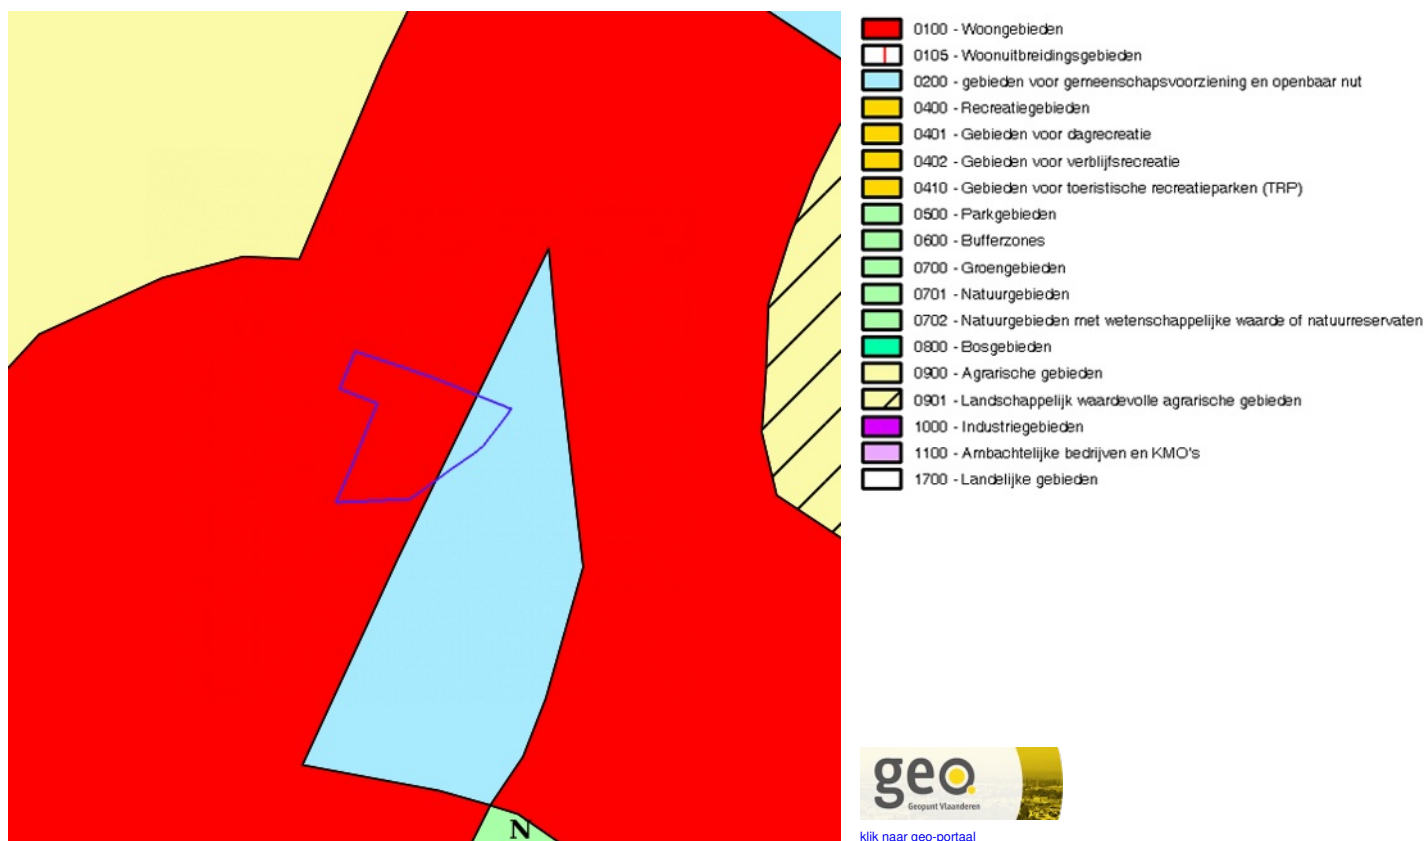 0100 - Woongebieden
0105 - Woonuitbreidingsgebieden
0200 - gebieden voor gemeenschapsvoorziening en openbaar nut
0400 - Recreatiegebieden
0401 - Gebieden voor dagrecreatie
0402 - Gebieden voor verblijfsrecreatie
0410 - Gebieden voor toeristische recreatieparken (TRP)
0500 - Parkgebieden
0600 - Bufferzones
0700 - Groengebieden
0701 - Natuurgebieden
0702 - Natuurgebieden met wetenschappelijke waarde of natuurreservaten
0800 - Bosgebieden
0900 - Agrarische gebieden
0901 - Landschappelijk waardevolle agrarische gebieden
1000 - Industriegebieden
1100 - Ambachtelijke bedrijven en KMO's
1700 - Landelijke gebieden
geo
Geopunt Vlaanderen
N
klik naar geo-portaal